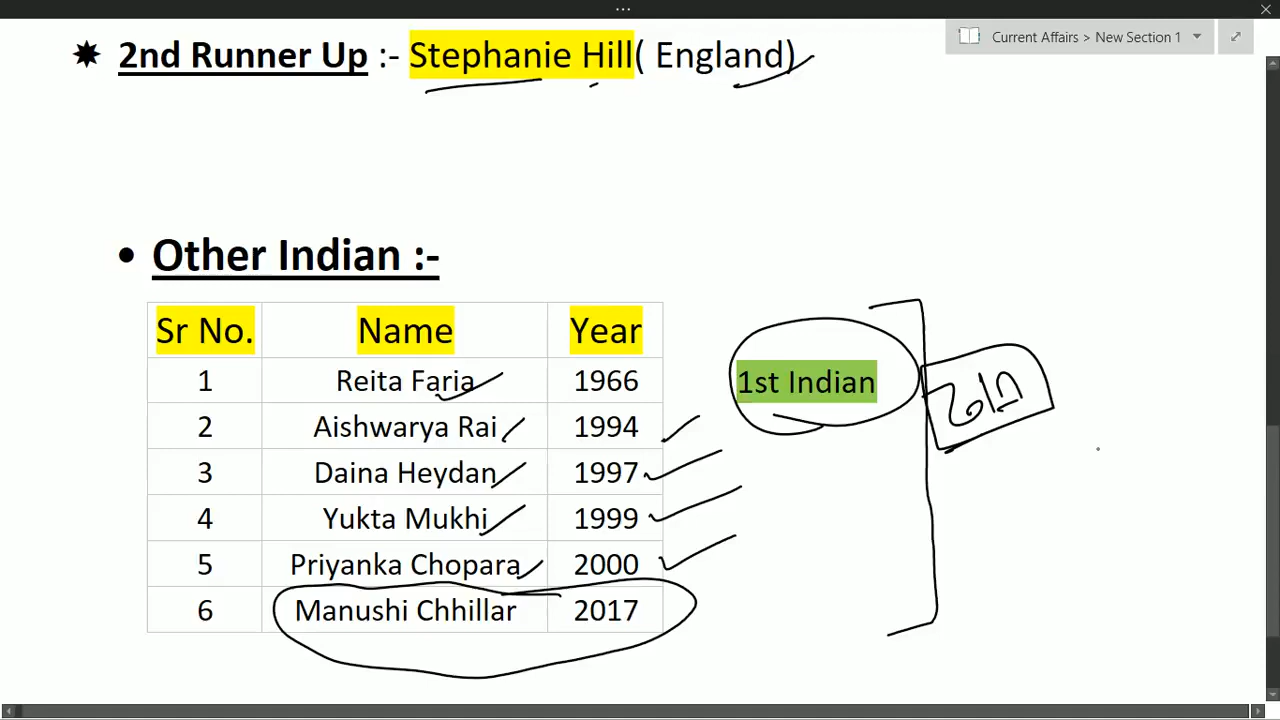 Current Affairs > New Section 1
✷ 2nd Runner Up :- Stephanie Hill( England)
• Other Indian :-
Sr No. Name Year
1 Reita Faria 1966 1st Indian
2 Aishwarya Rai 1994
3 Daina Heydan 1997
4 Yukta Mukhi 1999
5 Priyanka Chopara 2000
6 Manushi Chhillar 2017